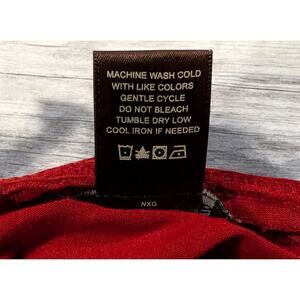 MACHINE WASH COLD
WITH LIKE COLORS
GENTLE CYCLE
DO NOT BLEACH
TUMBLE DRY LOW
COOL IRON IF NEEDED
NXG